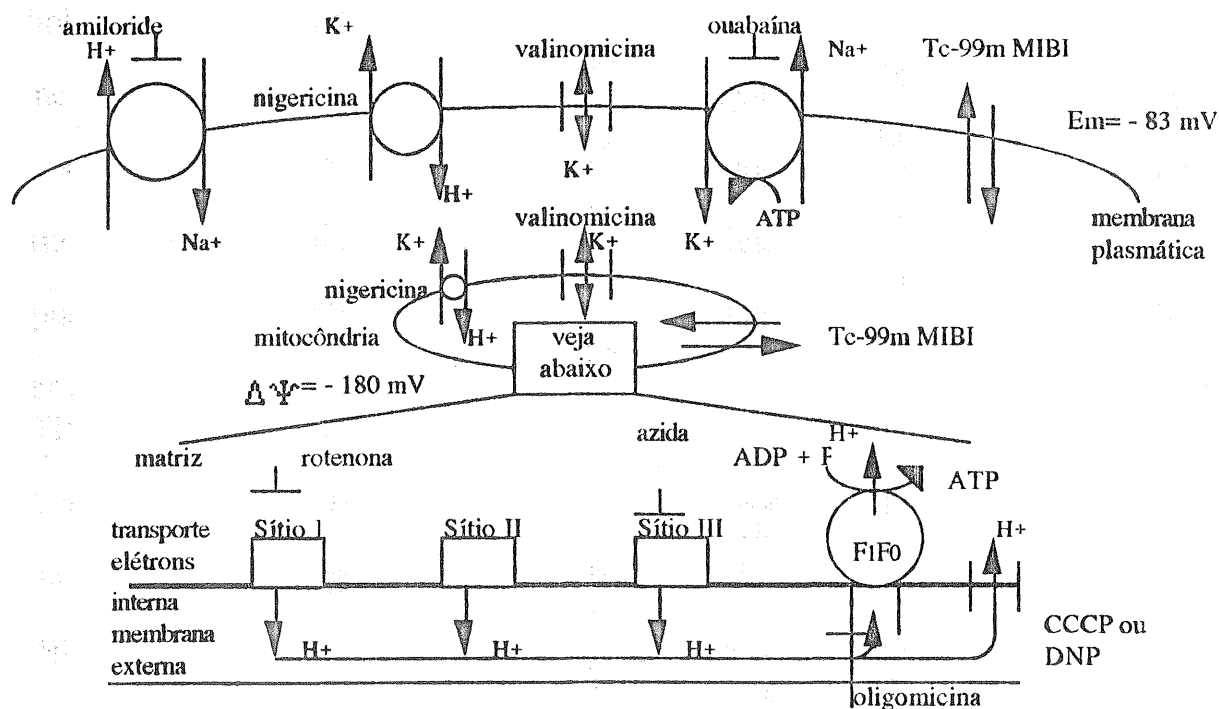 amiloride
H+
K+
valinomicina
ouabaína
Na+
Tc-99m MIBI
nigericina
Em= - 83 mV
K+
H+
Na+
valinomicina
K+
ATP
membrana
plasmática
K+
K+
nigericina
mitocôndria
H+
veja
abaixo
Tc-99m MIBI
ΔΨ= - 180 mV
azida
H+
matriz
rotenona
ADP +
ATP
transporte
elétrons
Sítio I
Sítio II
Sítio III
F1F0
H+
interna
membrana
externa
H+
H+
H+
CCCP ou
DNP
oligomicina